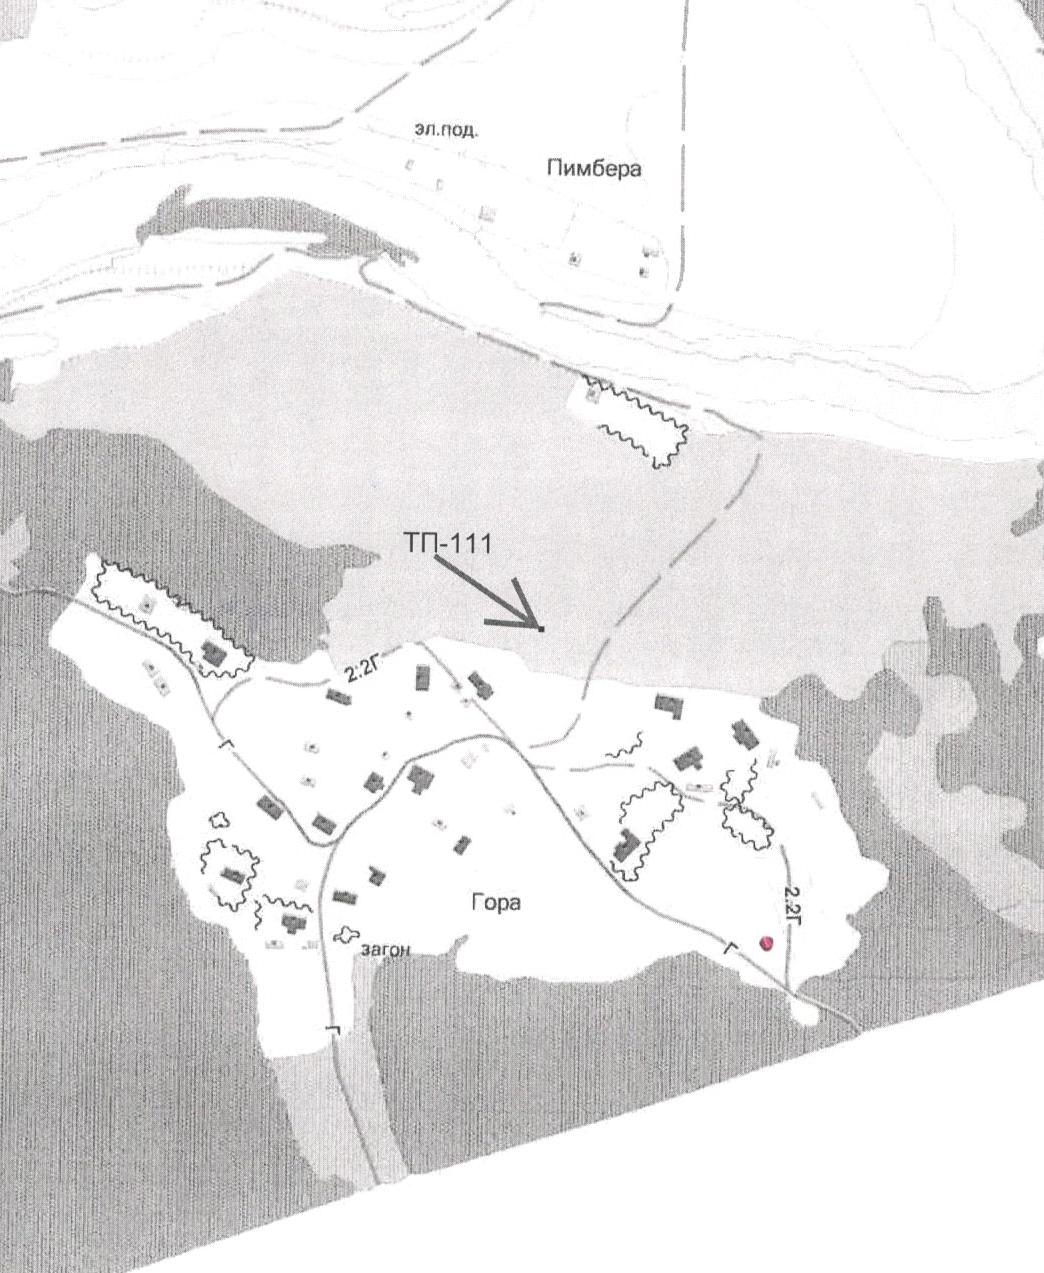 эл.под.
Пимбера
ТП-111
2.2Г
Г
Гора
2.2Г
загон
Г
Г